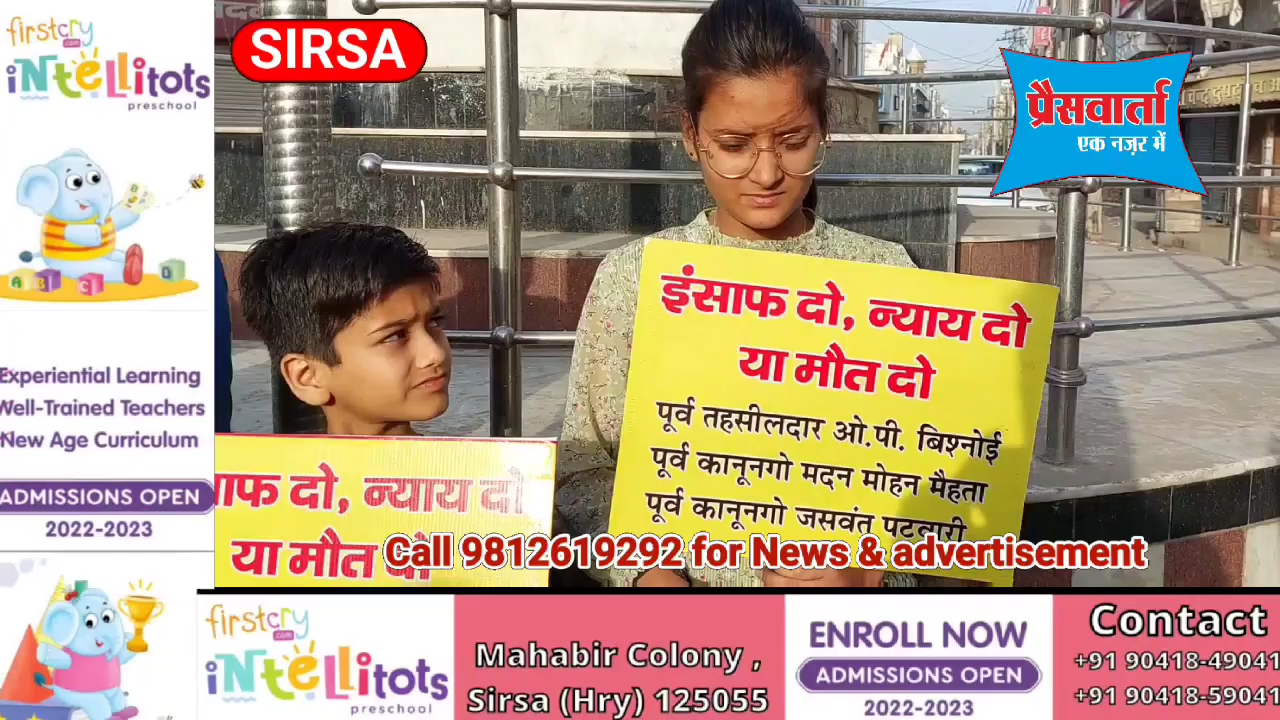 firstcry
.com
iNtellitots
preschool
SIRSA
प्रैसवार्ता
एक नज़र में
इंसाफ दो, न्याय दो
या मौत दो
पूर्व तहसीलदार ओ.पी. बिश्नोई
पूर्व कानूनगो मदन मोहन मैहता
पूर्व कानूनगो जसवंत पटवारी
दो, न्याय दो
या मौत दो
Call 9812619292 for News & advertisement
Experiential Learning
Well-Trained Teachers
New Age Curriculum
ADMISSIONS OPEN
2022-2023
firstcry
.com
iNtellitots
preschool
Mahabir Colony ,
Sirsa (Hry) 125055
ENROLL NOW
ADMISSIONS OPEN
2022-2023
Contact
+91 90418-49041
+91 90418-59041